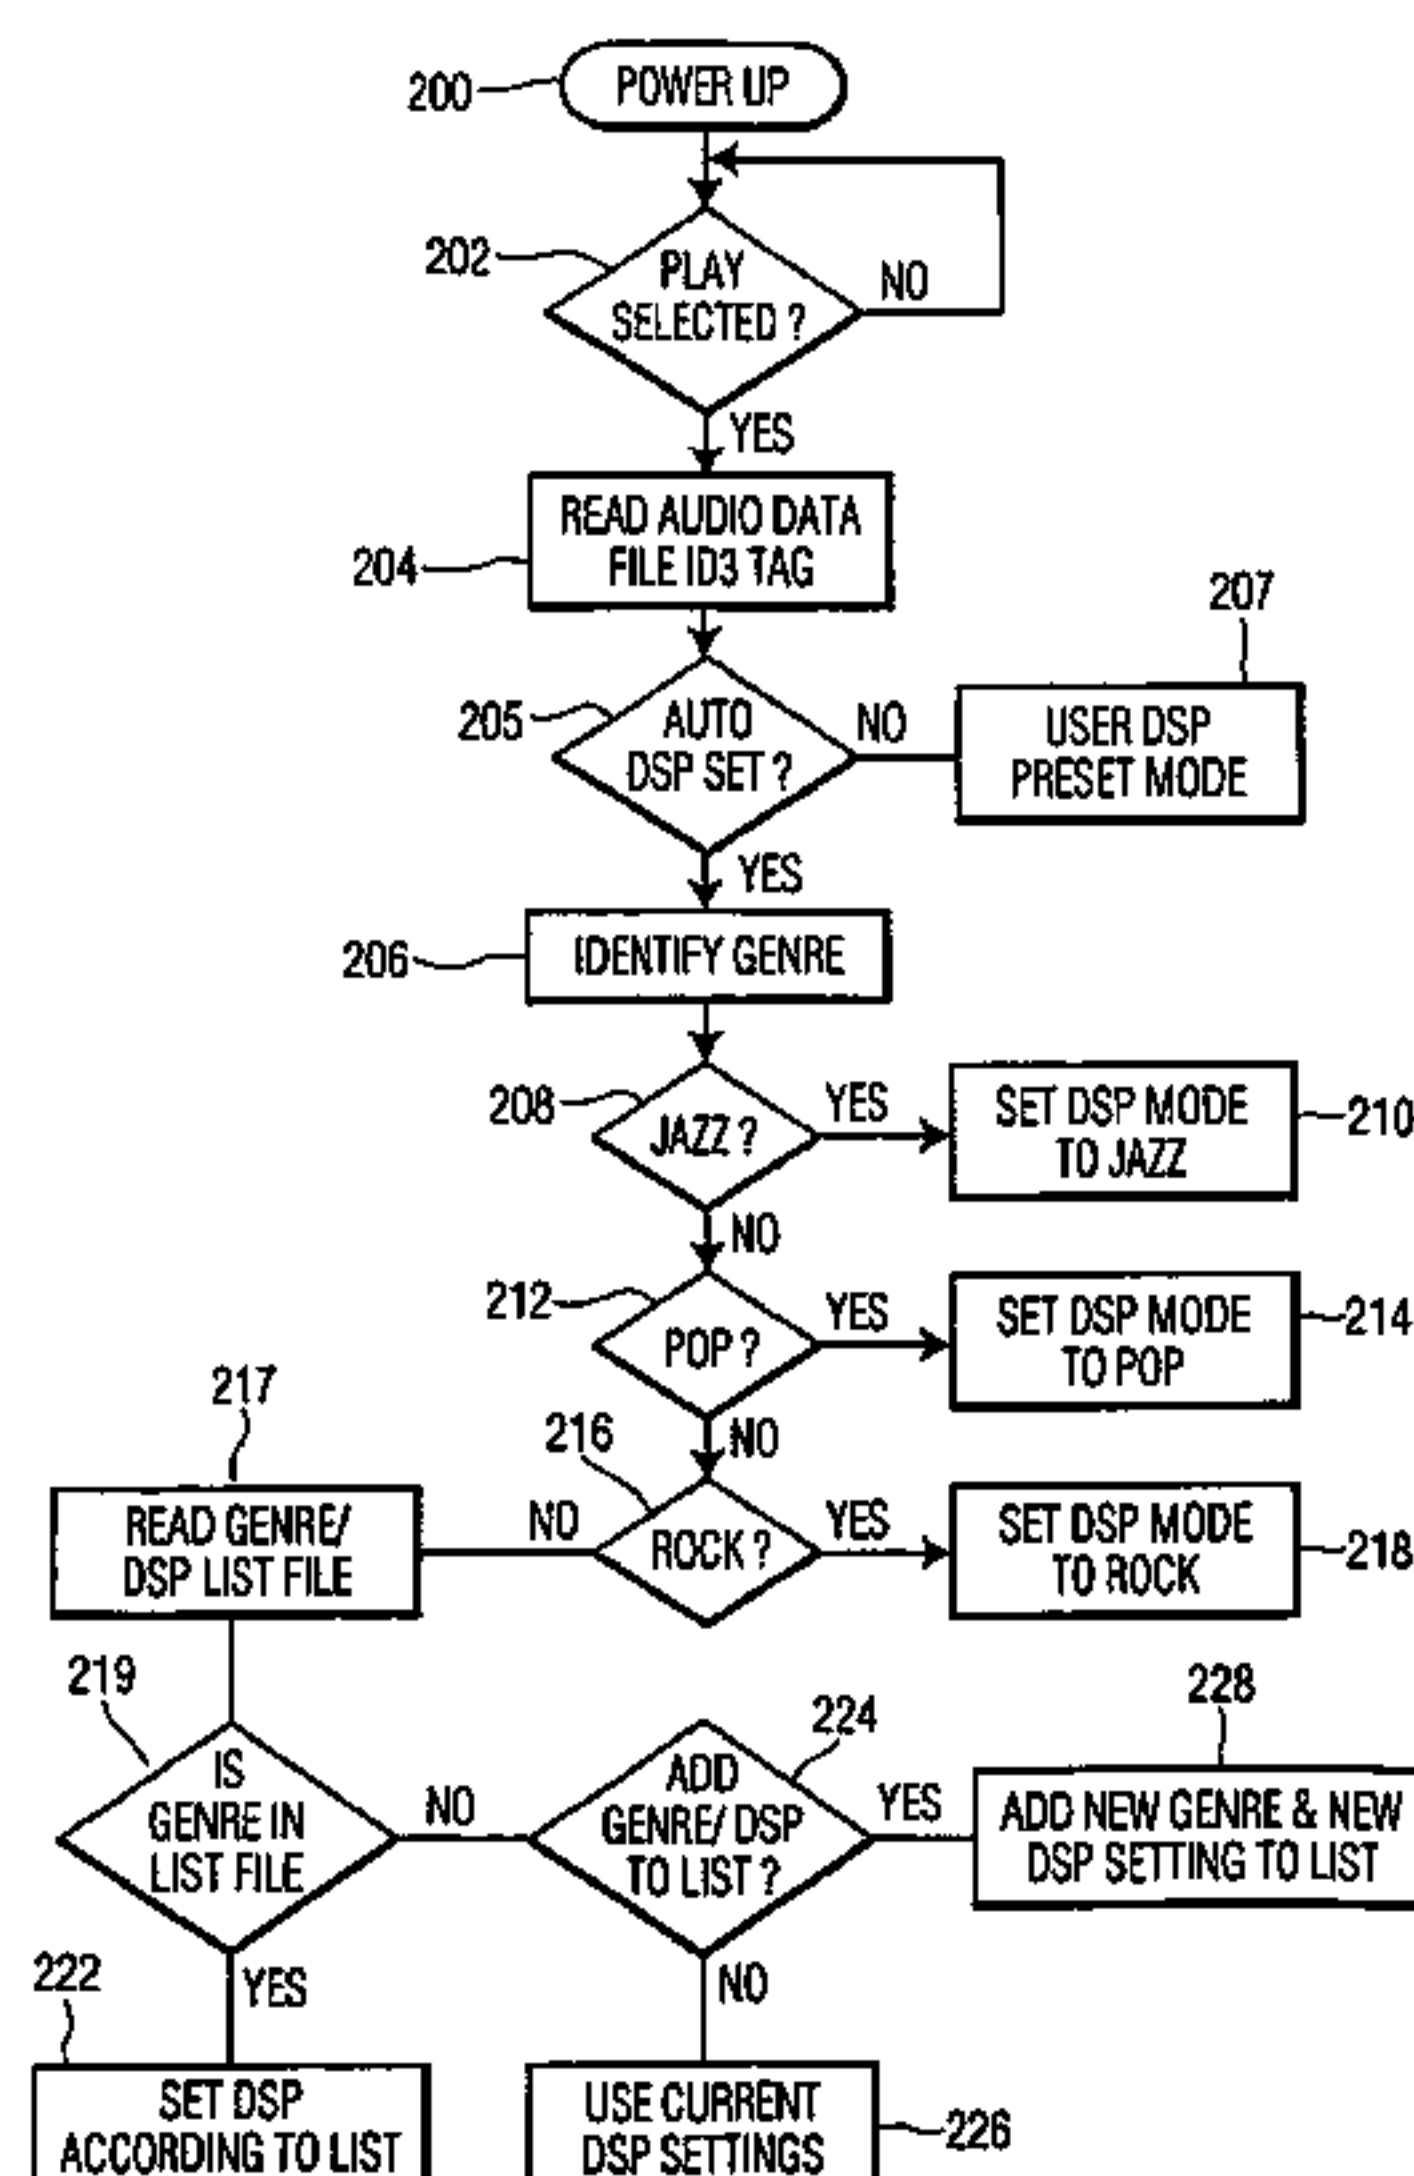 200
POWER UP
202
PLAY
SELECTED ?
NO
YES
204
READ AUDIO DATA
FILE ID3 TAG
207
205
AUTO
DSP SET ?
NO
USER DSP
PRESET MODE
YES
206
IDENTIFY GENRE
208
JAZZ ?
YES
SET DSP MODE
TO JAZZ
210
NO
212
POP ?
YES
SET DSP MODE
TO POP
214
NO
217
216
READ GENRE/
DSP LIST FILE
NO
ROCK ?
YES
SET DSP MODE
TO ROCK
218
219
IS
GENRE IN
LIST FILE
NO
224
ADD
GENRE/ DSP
TO LIST ?
YES
228
ADD NEW GENRE & NEW
DSP SETTING TO LIST
222
YES
NO
SET DSP
ACCORDING TO LIST
USE CURRENT
DSP SETTINGS
226